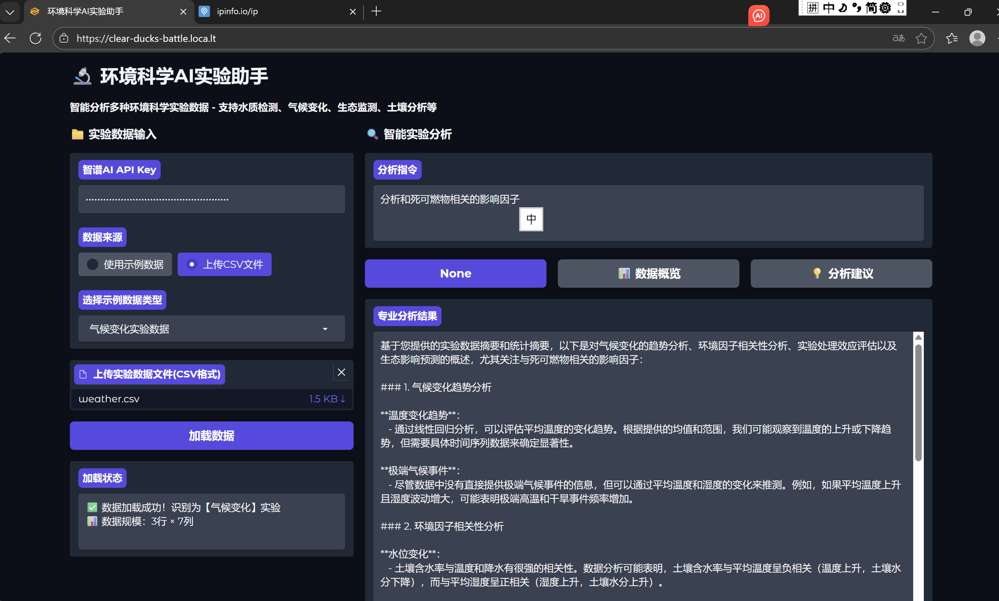 环境科学AI实验助手
ipinfo.io/ip
AI
拼 中 简
https://clear-ducks-battle.loca.lt
aあ
环境科学AI实验助手
智能分析多种环境科学实验数据 - 支持水质检测、气候变化、生态监测、土壤分析等
实验数据输入
智谱AI API Key
数据来源
使用示例数据
上传CSV文件
选择示例数据类型
气候变化实验数据
上传实验数据文件(CSV格式)
weather.csv
1.5 KB ⇣
加载数据
加载状态
✅ 数据加载成功！识别为【气候变化】实验
📊 数据规模：3行 × 7列
智能实验分析
分析指令
分析和死可燃物相关的影响因子
中
None
📊 数据概览
💡 分析建议
专业分析结果
基于您提供的实验数据摘要和统计摘要，以下是对气候变化的趋势分析、环境因子相关性分析、实验处理效应评估以及
生态影响预测的概述，尤其关注与死可燃物相关的影响因子：
### 1. 气候变化趋势分析
**温度变化趋势**：
- 通过线性回归分析，可以评估平均温度的变化趋势。根据提供的均值和范围，我们可能观察到温度的上升或下降趋
势，但需要具体时间序列数据来确定显著性。
**极端气候事件**：
- 尽管数据中没有直接提供极端气候事件的信息，但可以通过平均温度和湿度的变化来推测。例如，如果平均温度上升
且湿度波动增大，可能表明极端高温和干旱事件频率增加。
### 2. 环境因子相关性分析
**水位变化**：
- 土壤含水率与温度和降水有很强的相关性。数据分析可能表明，土壤含水率与平均温度呈负相关（温度上升，土壤水
分下降），而与平均湿度呈正相关（湿度上升，土壤水分上升）。